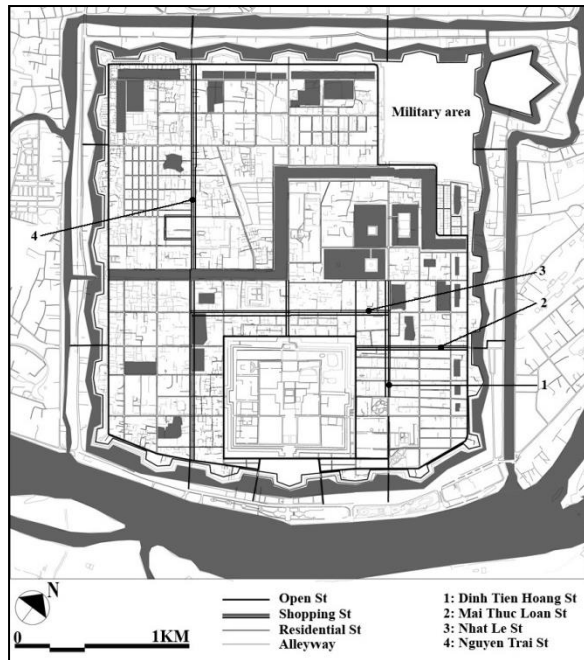 Military area
4
3
2
1
N
0 1KM
Open St
Shopping St
Residential St
Alleyway
1: Dinh Tien Hoang St
2: Mai Thuc Loan St
3: Nhat Le St
4: Nguyen Trai St